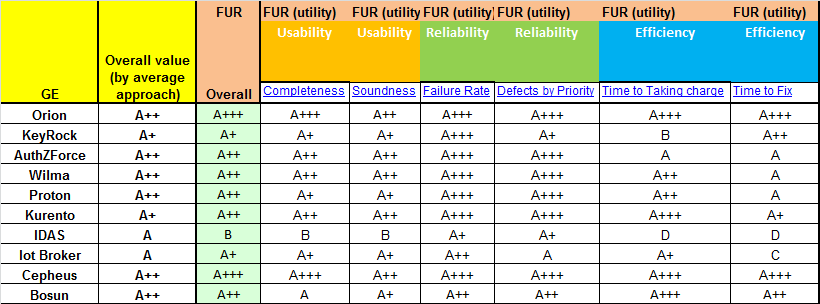 FUR FUR (utility) FUR (utility) FUR (utility) FUR (utility) FUR (utility) FUR (utility)
Overall value Usability Usability Reliability Reliability Efficiency Efficiency
(by average
GE approach) Overall Completeness Soundness Failure Rate Defects by Priority Time to Taking charge Time to Fix
Orion A++ A+++ A+++ A++ A+++ A+++ A+++ A+++
KeyRock A+ A+ A+ A+ A+++ A+ B A++
AuthZForce A++ A++ A++ A++ A+++ A+++ A A
Wilma A++ A++ A++ A++ A+++ A+++ A++ A
Proton A++ A++ A+ A+ A+++ A+++ A+++ A
Kurento A+ A++ A++ A++ A+++ A+++ A+++ A+
IDAS A B B B A+ A+ D D
Iot Broker A A+ A+ A+ A++ A A+ C
Cepheus A++ A+++ A+++ A++ A+++ A+++ A+++ A+++
Bosun A++ A++ A A+ A++ A++ A+++ A++